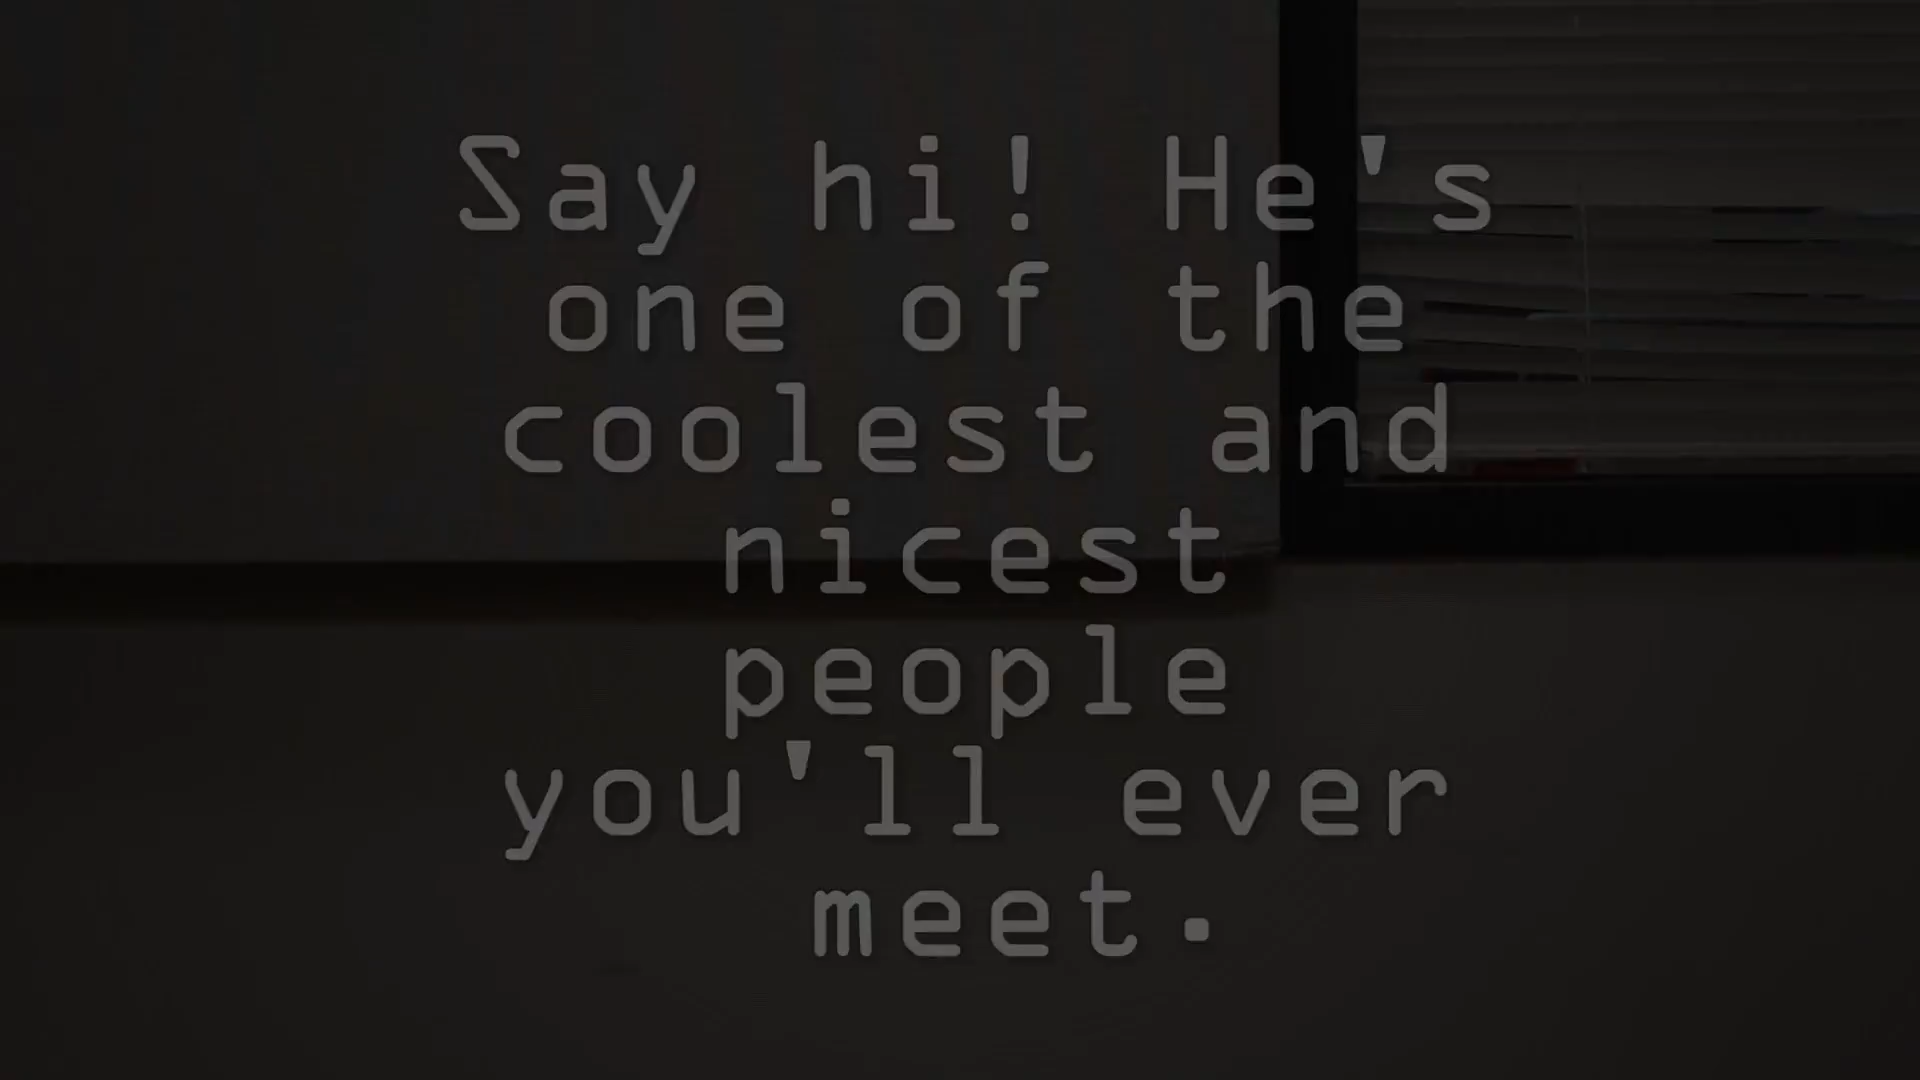 Say hi! He's
one of the
coolest and
nicest
people
you'll ever
meet.